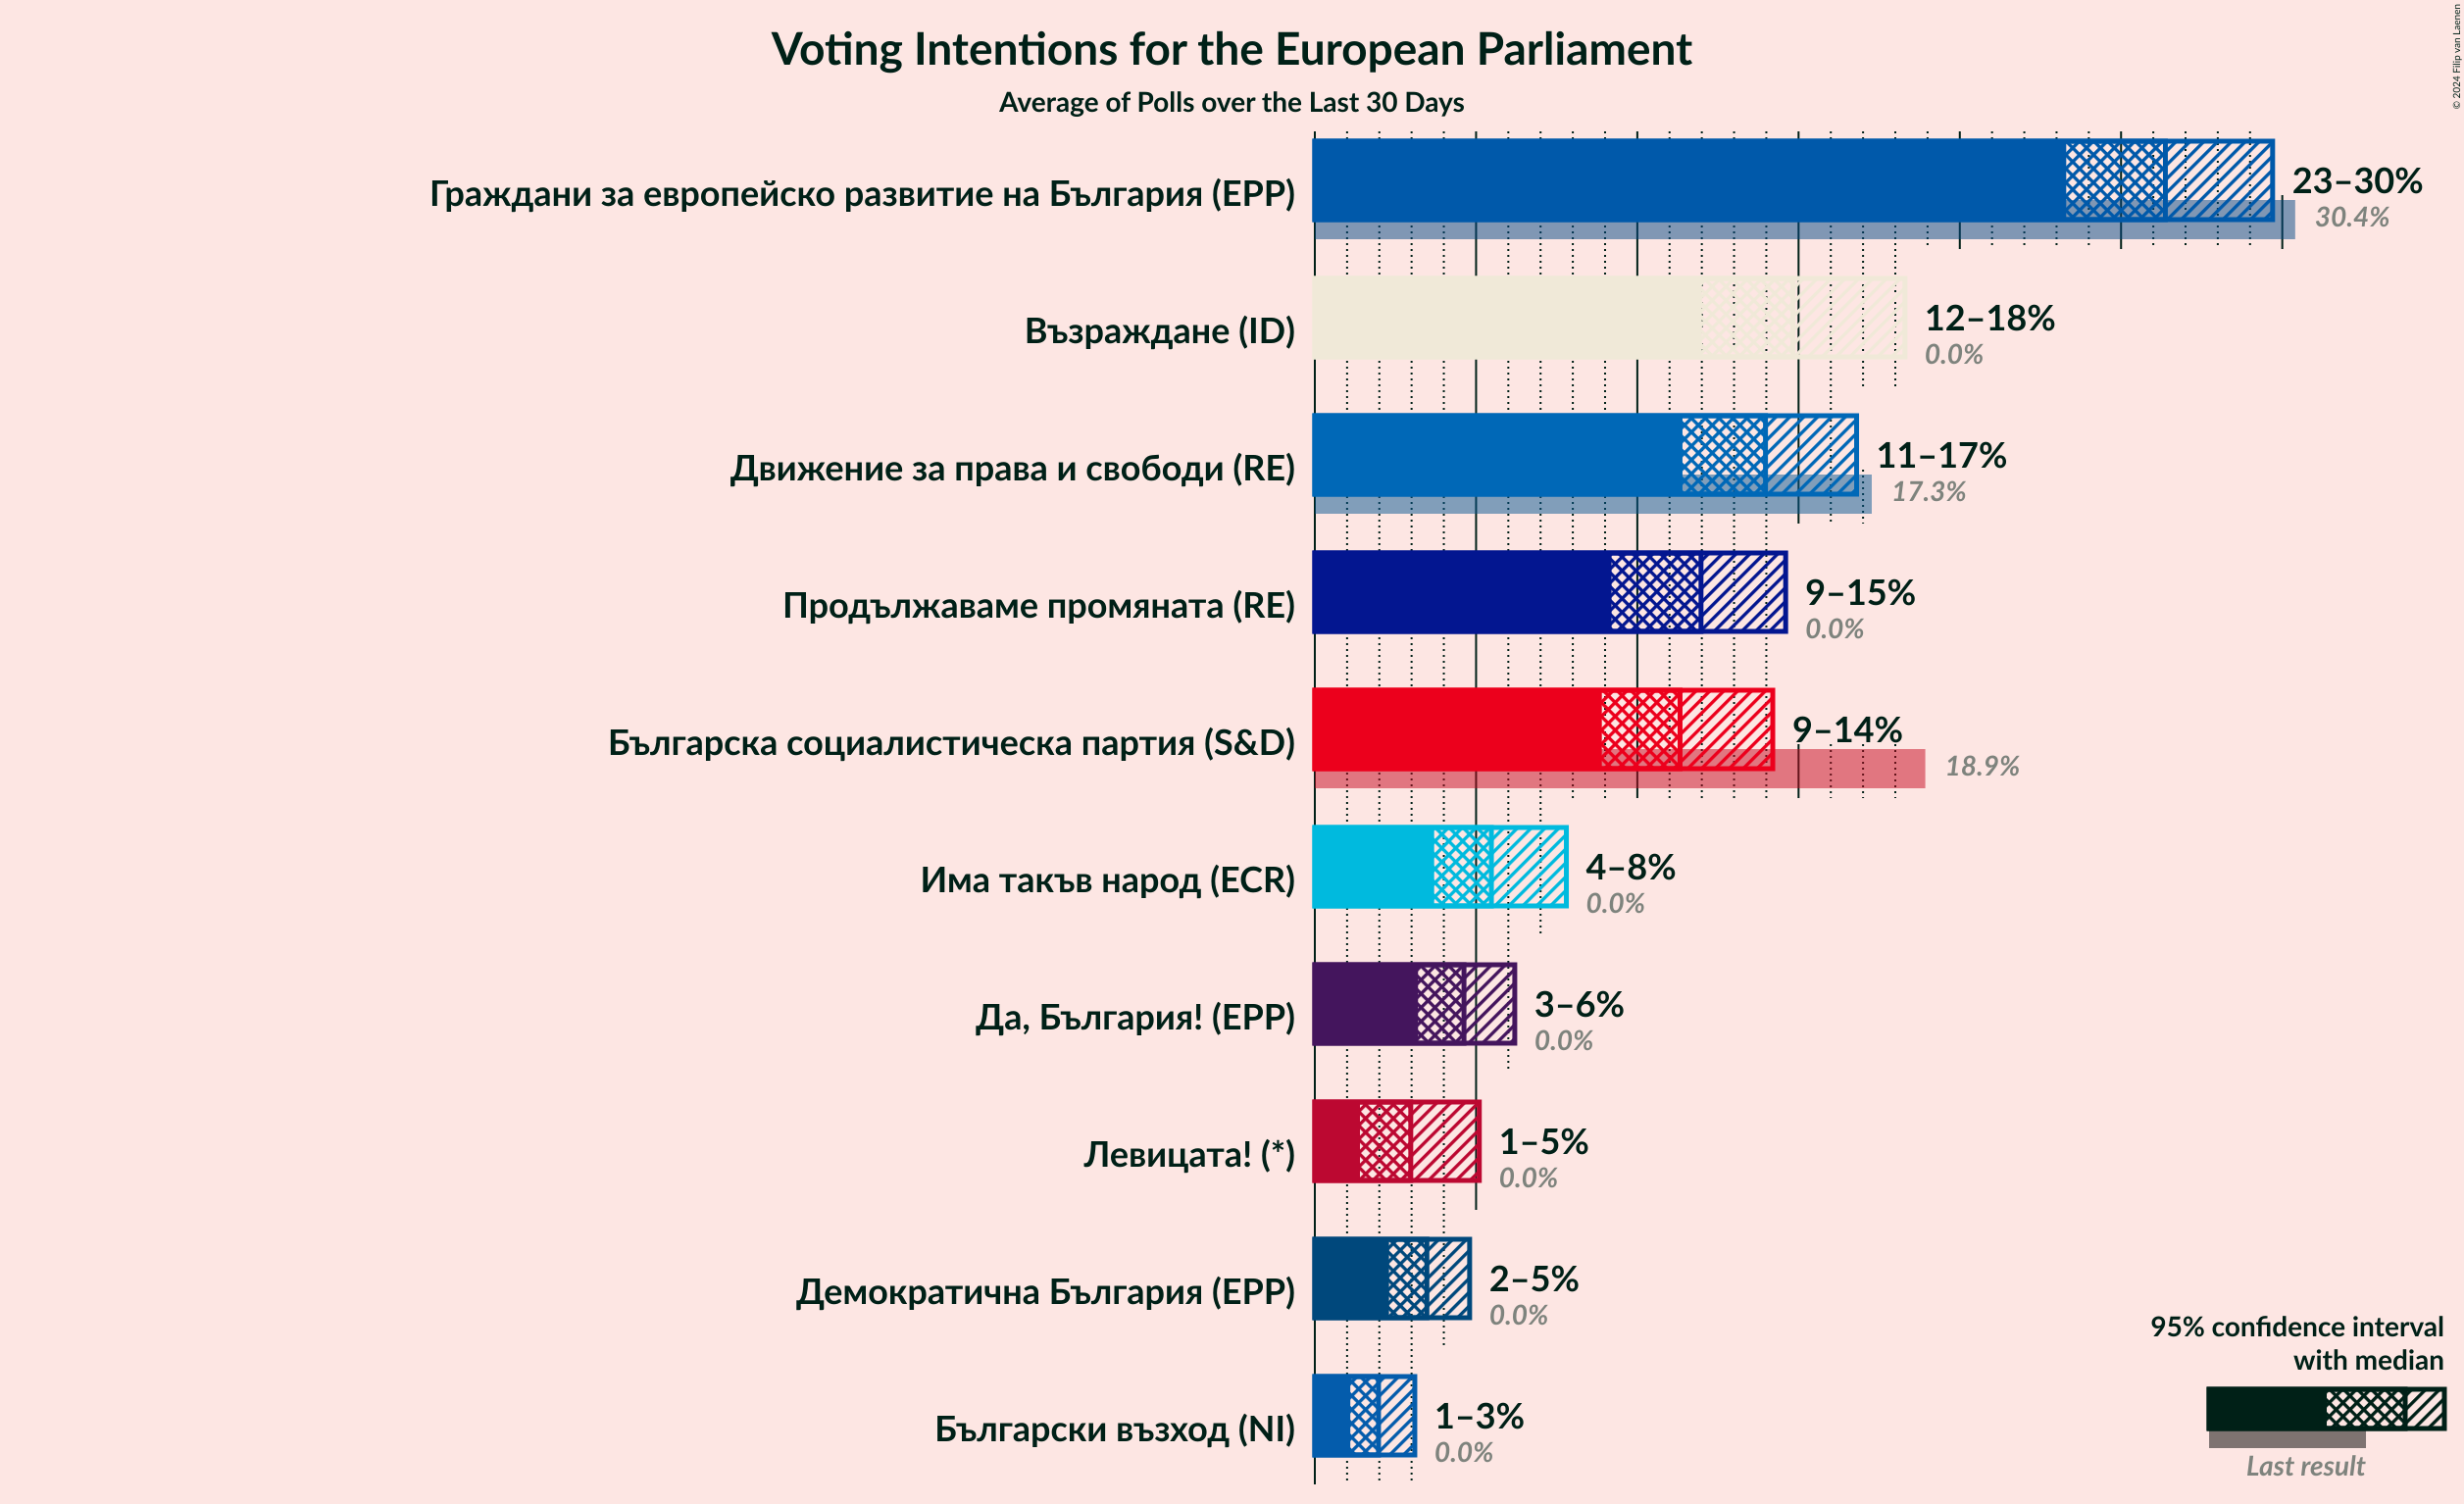 © 2024 Filip van Laenen
Voting Intentions for the European Parliament
Average of Polls over the Last 30 Days
Граждани за европейско развитие на България (EPP)
23–30%
30.4%
Възраждане (ID)
12–18%
0.0%
Движение за права и свободи (RE)
11–17%
17.3%
Продължаваме промяната (RE)
9–15%
0.0%
Българска социалистическа партия (S&D)
9–14%
18.9%
Има такъв народ (ECR)
4–8%
0.0%
Да, България! (EPP)
3–6%
0.0%
Левицата! (*)
1–5%
0.0%
Демократична България (EPP)
2–5%
0.0%
Български възход (NI)
1–3%
0.0%
95% confidence interval
with median
Last result